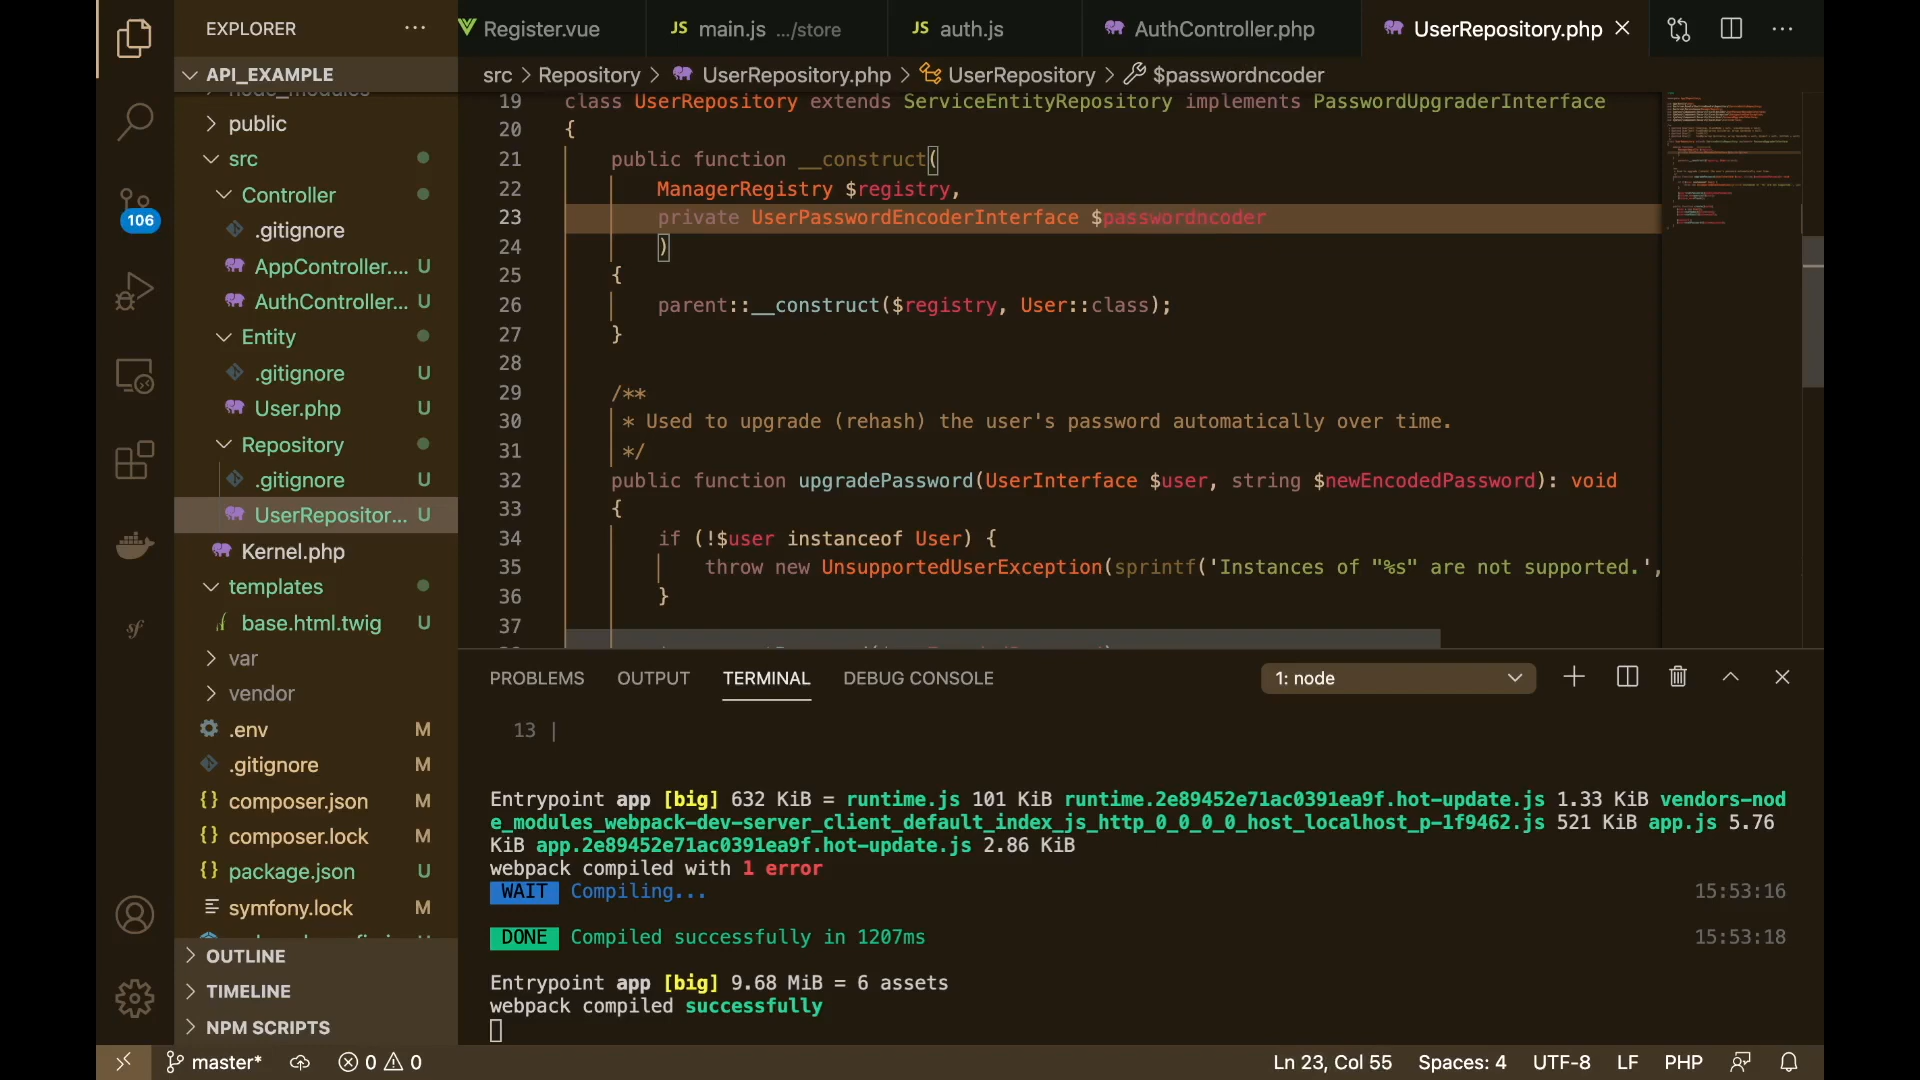 EXPLORER
Register.vue
JS main.js .../store
JS auth.js
AuthController.php
UserRepository.php
API_EXAMPLE
src > Repository > UserRepository.php > UserRepository > $passwordncoder
node_modules
public
src
Controller
.gitignore
AppController.... U
AuthController... U
Entity
.gitignore U
User.php U
Repository
.gitignore U
UserRepositor... U
Kernel.php
templates
base.html.twig U
var
vendor
.env M
.gitignore M
composer.json M
composer.lock M
package.json U
symfony.lock M
OUTLINE
TIMELINE
NPM SCRIPTS
106
sf
19 class UserRepository extends ServiceEntityRepository implements PasswordUpgraderInterface
20 {
21 public function __construct(
22 ManagerRegistry $registry,
23 private UserPasswordEncoderInterface $passwordncoder
24 )
25 {
26 parent::__construct($registry, User::class);
27 }
28
29 /**
30 * Used to upgrade (rehash) the user's password automatically over time.
31 */
32 public function upgradePassword(UserInterface $user, string $newEncodedPassword): void
33 {
34 if (!$user instanceof User) {
35 throw new UnsupportedUserException(sprintf('Instances of "%s" are not supported.',
36 }
37
PROBLEMS OUTPUT TERMINAL DEBUG CONSOLE
1: node
13 |
Entrypoint app [big] 632 KiB = runtime.js 101 KiB runtime.2e89452e71ac0391ea9f.hot-update.js 1.33 KiB vendors-nod
e_modules_webpack-dev-server_client_default_index_js_http_0_0_0_0_host_localhost_p-1f9462.js 521 KiB app.js 5.76
KiB app.2e89452e71ac0391ea9f.hot-update.js 2.86 KiB
webpack compiled with 1 error
WAIT Compiling... 15:53:16
DONE Compiled successfully in 1207ms 15:53:18
Entrypoint app [big] 9.68 MiB = 6 assets
webpack compiled successfully
master* 0 0 Ln 23, Col 55 Spaces: 4 UTF-8 LF PHP